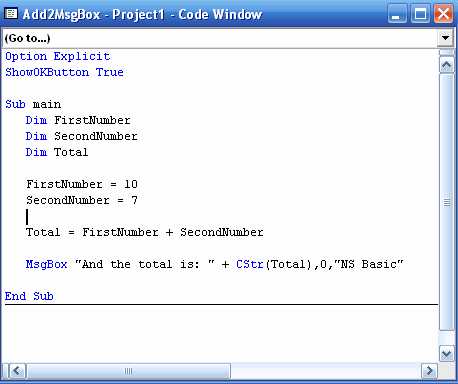 Add2MsgBox - Project1 - Code Window
(Go to...)
Option Explicit
ShowOKButton True
Sub main
Dim FirstNumber
Dim SecondNumber
Dim Total
FirstNumber = 10
SecondNumber = 7
Total = FirstNumber + SecondNumber
MsgBox "And the total is: " + CStr(Total),0,"NS Basic"
End Sub